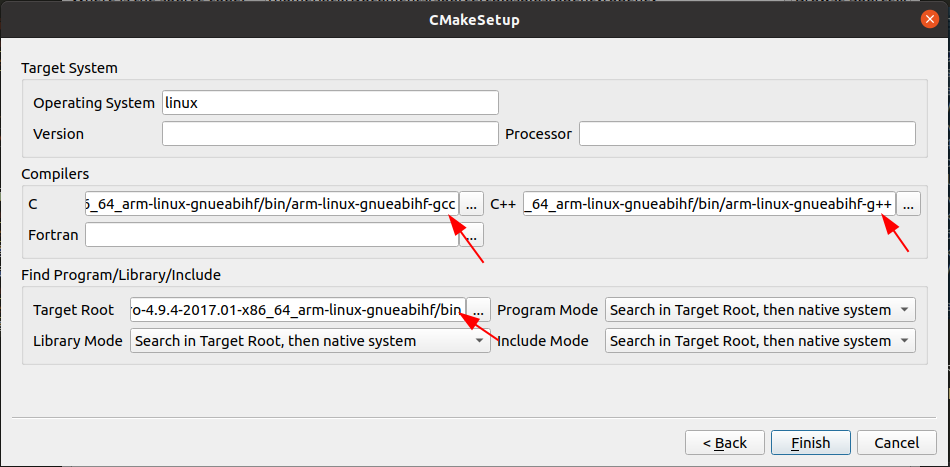 CMakeSetup
Target System
Operating System linux
Version Processor
Compilers
C 6_64_arm-linux-gnueabihf/bin/arm-linux-gnueabihf-gcc ... C++ _64_arm-linux-gnueabihf/bin/arm-linux-gnueabihf-g++ ...
Fortran ...
Find Program/Library/Include
Target Root ro-4.9.4-2017.01-x86_64_arm-linux-gnueabihf/bin ... Program Mode Search in Target Root, then native system
Library Mode Search in Target Root, then native system Include Mode Search in Target Root, then native system
< Back Finish Cancel